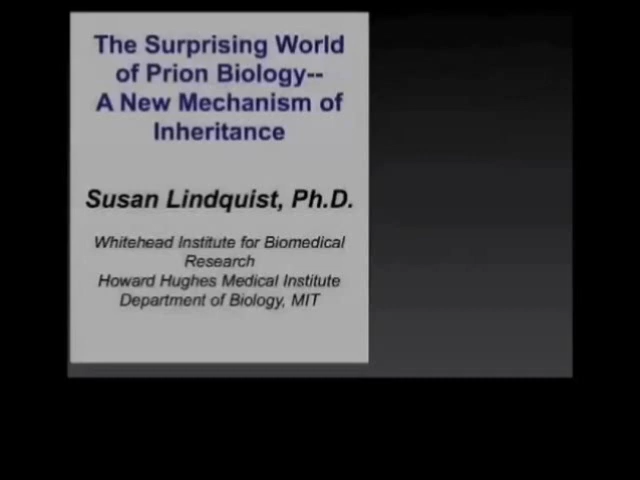 The Surprising World
of Prion Biology--
A New Mechanism of
Inheritance
Susan Lindquist, Ph.D.
Whitehead Institute for Biomedical
Research
Howard Hughes Medical Institute
Department of Biology, MIT